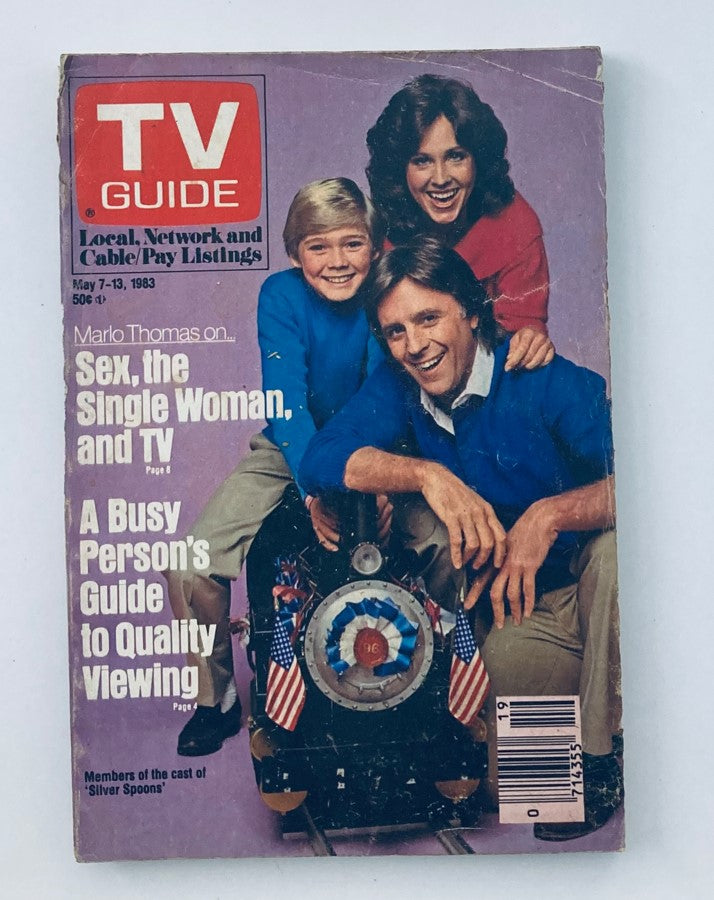 TV
GUIDE
®
Local, Network and
Cable/Pay Listings
May 7-13, 1983
50¢
Marlo Thomas on...
Sex, the
Single Woman,
and TV
Page 8
A Busy
Person's
Guide
to Quality
Viewing
Page 4
Members of the cast of
'Silver Spoons'
96
19
0
714355